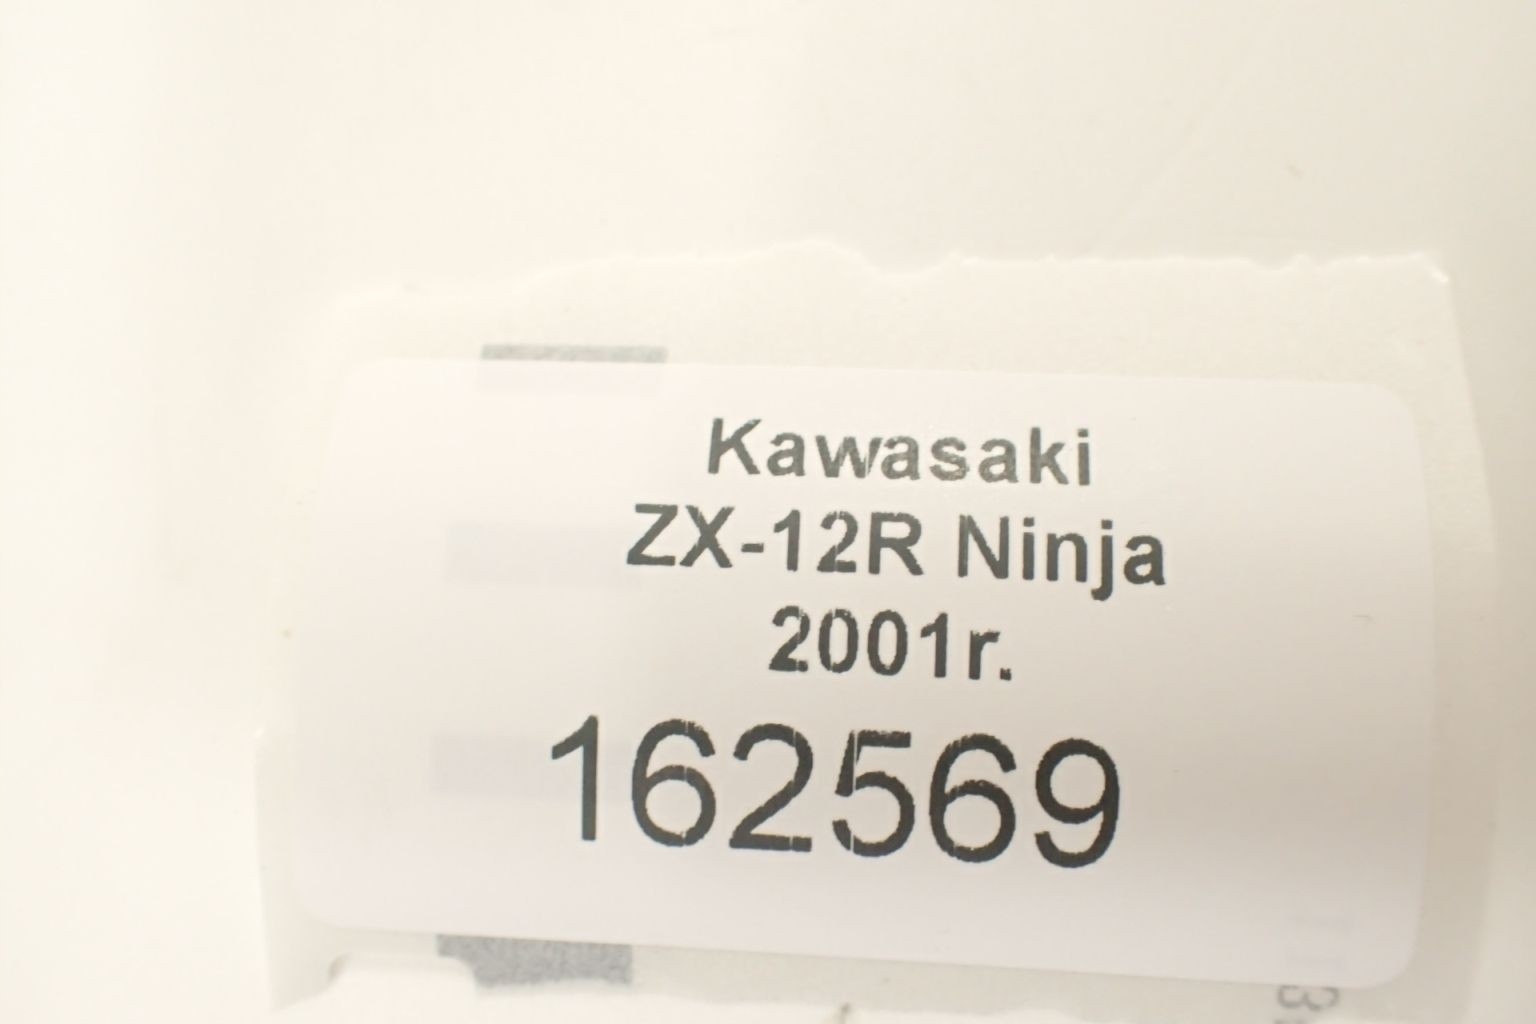 Kawasaki
ZX-12R Ninja
2001r.
162569